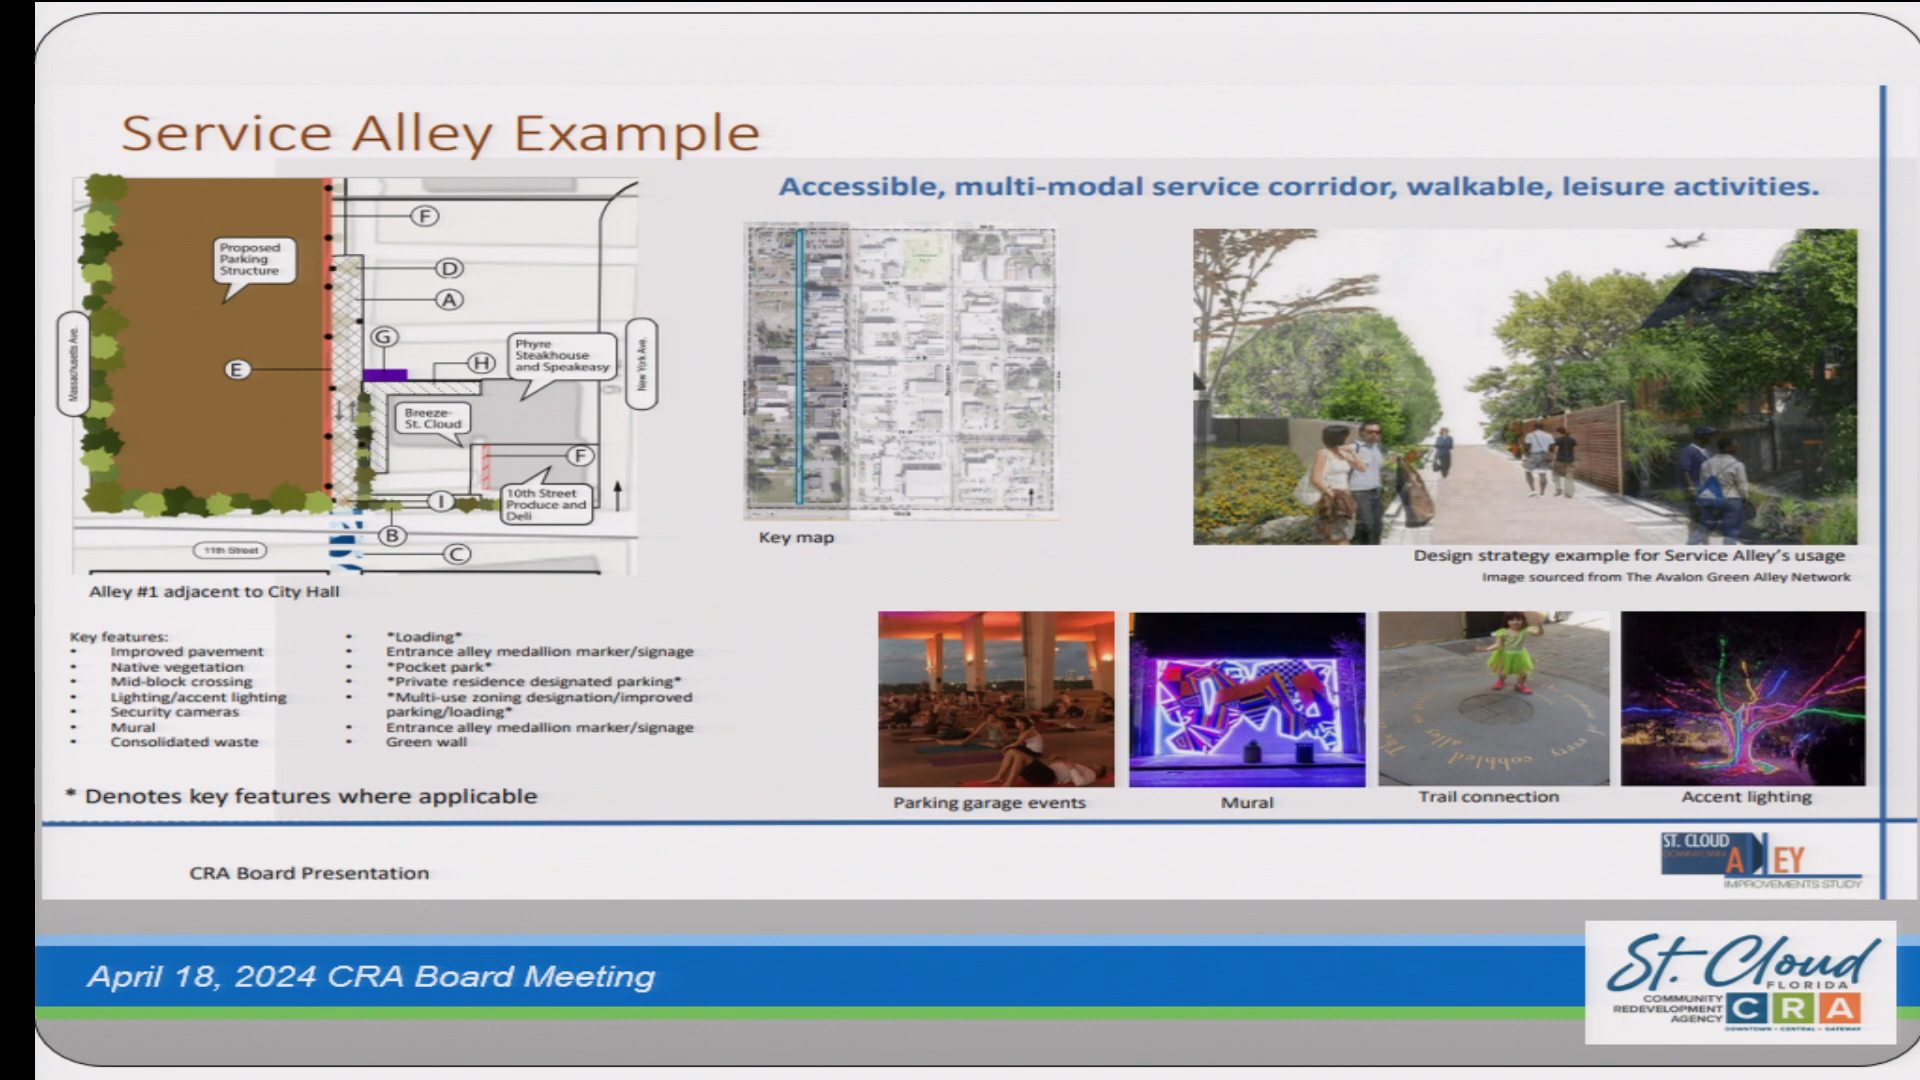 Service Alley Example
Accessible, multi-modal service corridor, walkable, leisure activities.
Proposed
Parking
Structure
F
D
A
G
H
E
Phyre
Steakhouse
and Speakeasy
Breeze-
St. Cloud
F
10th Street
Produce and
Deli
I
B
C
Massachusetts Ave.
New York Ave.
11th Street
Alley #1 adjacent to City Hall
Key map
Design strategy example for Service Alley's usage
Image sourced from The Avalon Green Alley Network
Key features:
• Improved pavement
• Native vegetation
• Mid-block crossing
• Lighting/accent lighting
• Security cameras
• Mural
• Consolidated waste
• *Loading*
• Entrance alley medallion marker/signage
• *Pocket park*
• *Private residence designated parking*
• *Multi-use zoning designation/improved
parking/loading*
• Entrance alley medallion marker/signage
• Green wall
* Denotes key features where applicable
cobbled alley
Parking garage events
Mural
Trail connection
Accent lighting
CRA Board Presentation
ST. CLOUD
DOWNTOWN
ALLEY
IMPROVEMENTS STUDY
April 18, 2024 CRA Board Meeting
St. Cloud
FLORIDA
COMMUNITY
REDEVELOPMENT
AGENCY
CRA
DOWNTOWN • CENTRAL • GATEWAY